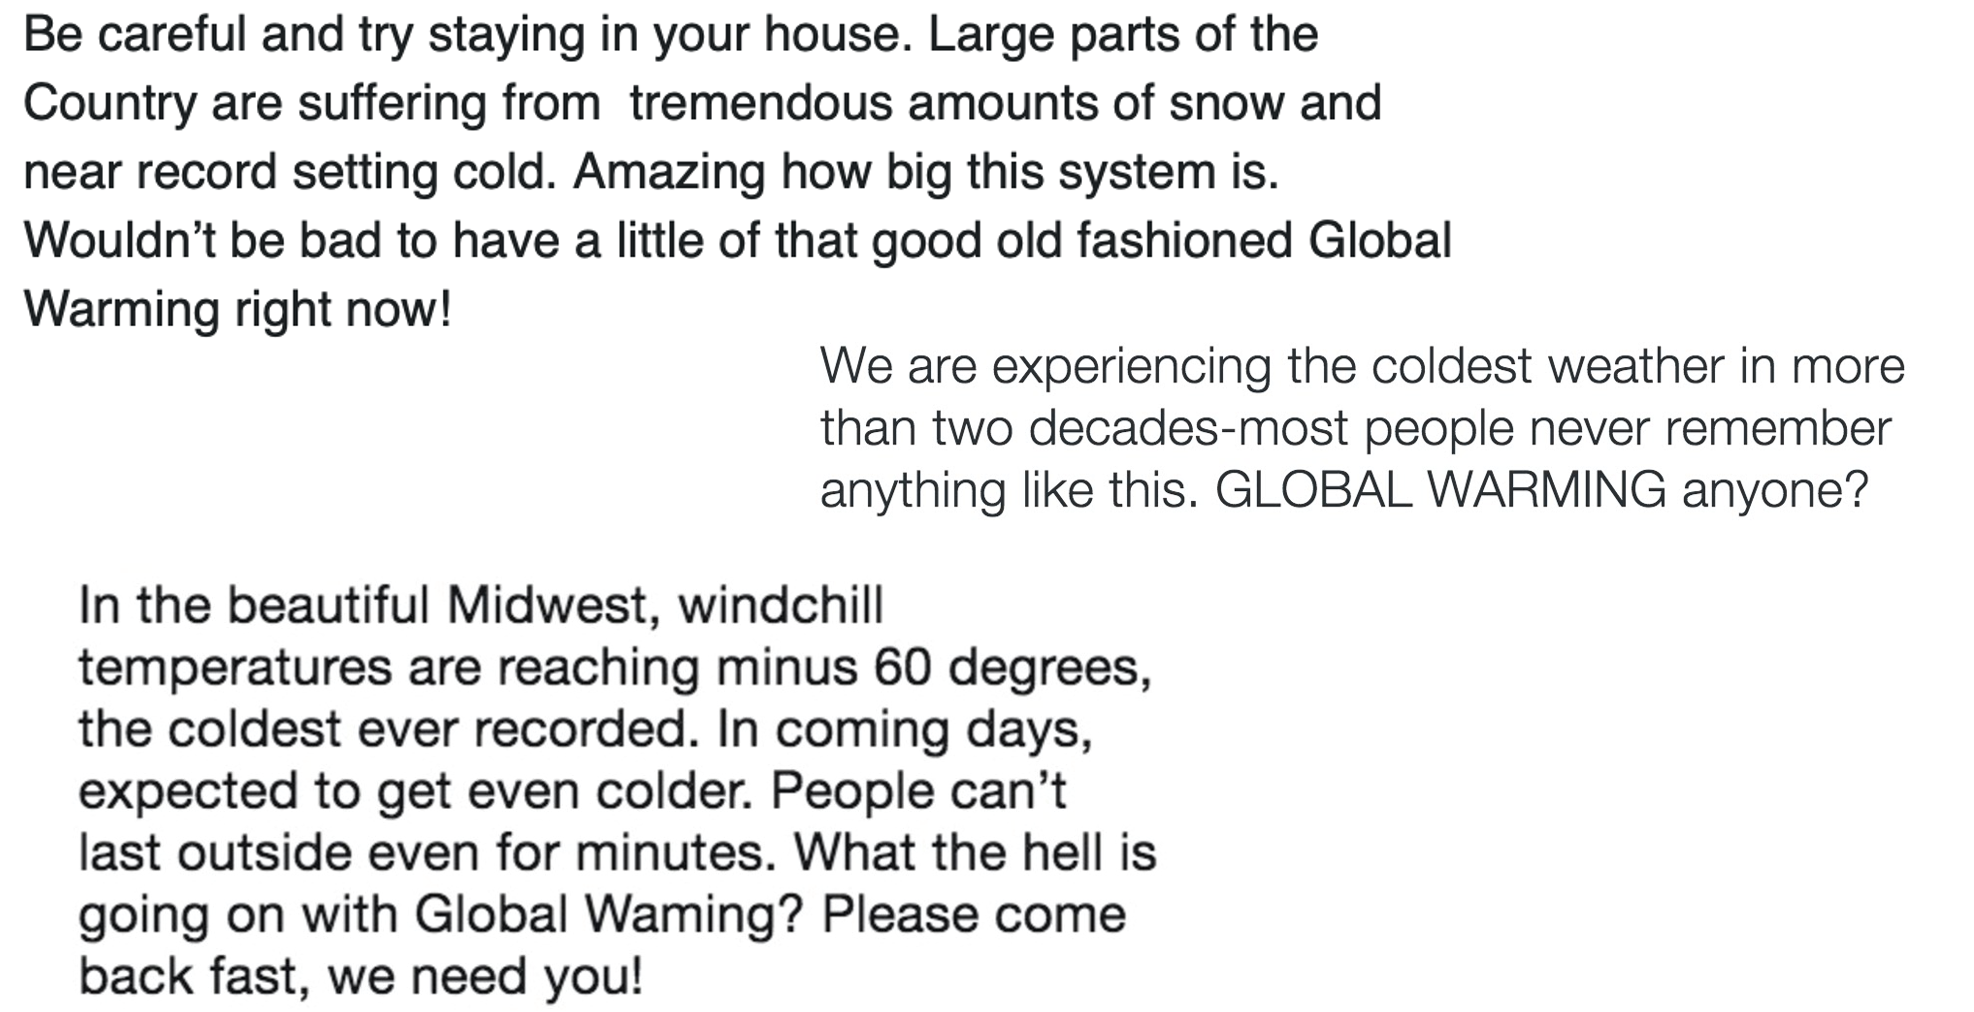 Be careful and try staying in your house. Large parts of the
Country are suffering from  tremendous amounts of snow and
near record setting cold. Amazing how big this system is.
Wouldn’t be bad to have a little of that good old fashioned Global
Warming right now!
We are experiencing the coldest weather in more
than two decades-most people never remember
anything like this. GLOBAL WARMING anyone?
In the beautiful Midwest, windchill
temperatures are reaching minus 60 degrees,
the coldest ever recorded. In coming days,
expected to get even colder. People can’t
last outside even for minutes. What the hell is
going on with Global Waming? Please come
back fast, we need you!